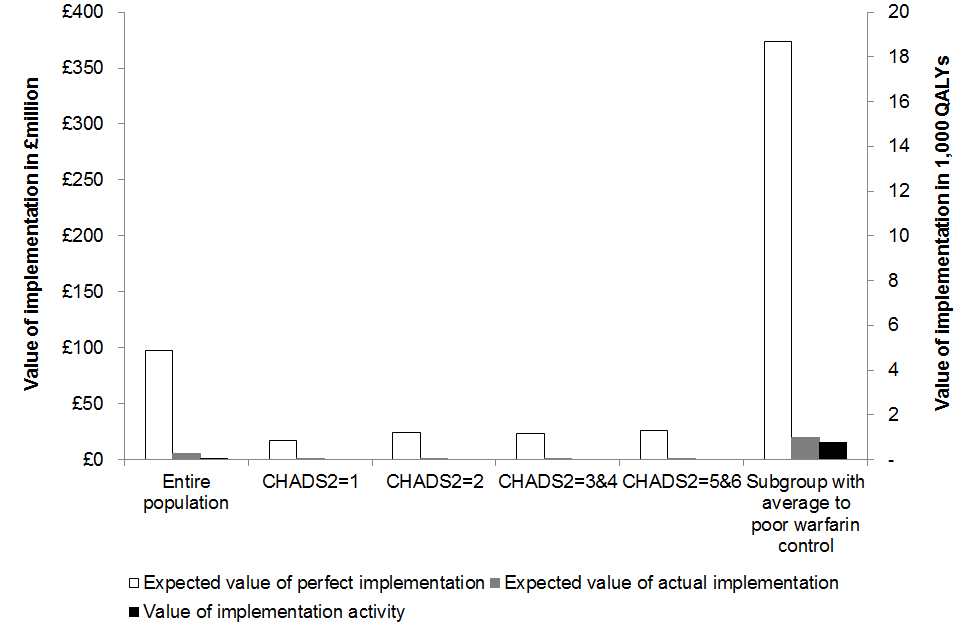 £400
£350
£300
£250
£200
£150
£100
£50
£0
Value of implementation in £million
20
18
16
14
12
10
8
6
4
2
-
Value of implementation in 1,000 QALYs
Entire
population
CHADS2=1
CHADS2=2
CHADS2=3&4
CHADS2=5&6
Subgroup with
average to
poor warfarin
control
Expected value of perfect implementation
Expected value of actual implementation
Value of implementation activity